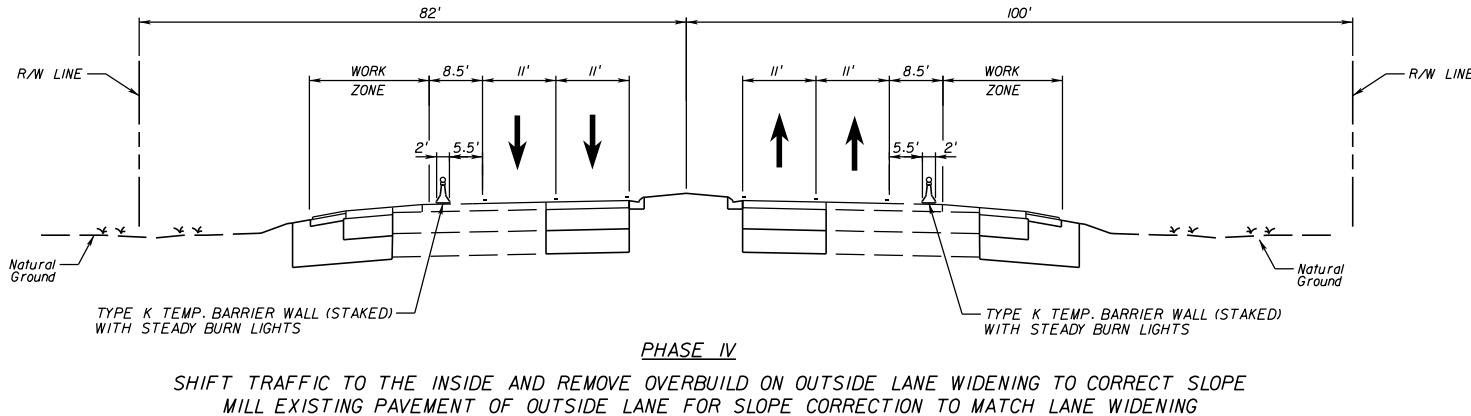 82'
100'
R/W LINE
WORK
ZONE
8.5'
11'
11'
11'
11'
8.5'
WORK
ZONE
R/W LINE
2'
5.5'
5.5'
2'
Natural
Ground
Natural
Ground
TYPE K TEMP. BARRIER WALL (STAKED)
WITH STEADY BURN LIGHTS
TYPE K TEMP. BARRIER WALL (STAKED)
WITH STEADY BURN LIGHTS
PHASE IV
SHIFT TRAFFIC TO THE INSIDE AND REMOVE OVERBUILD ON OUTSIDE LANE WIDENING TO CORRECT SLOPE
MILL EXISTING PAVEMENT OF OUTSIDE LANE FOR SLOPE CORRECTION TO MATCH LANE WIDENING